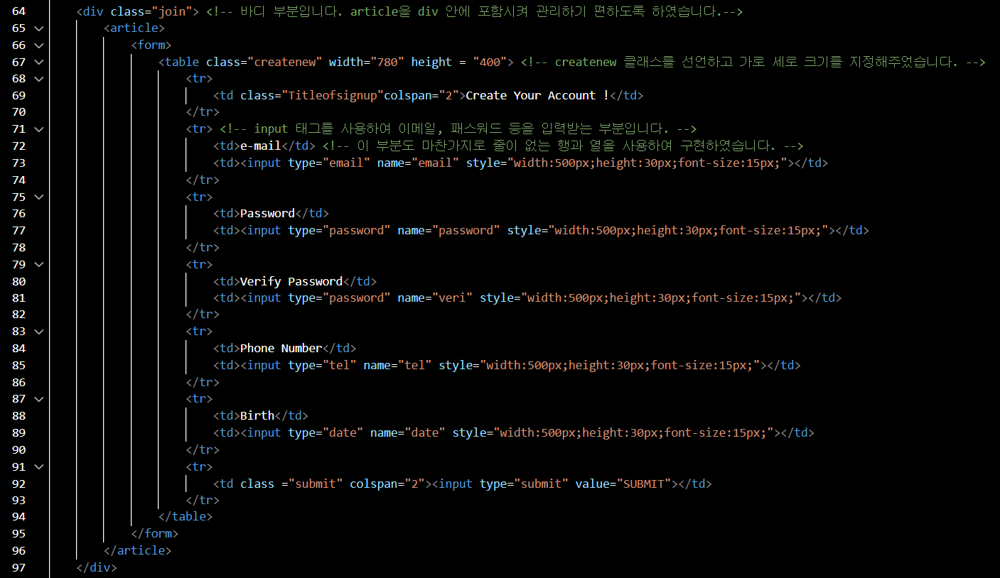 64 <div class="join"> <!-- 바디 부분입니다. article을 div 안에 포함시켜 관리하기 편하도록 하였습니다.-->
65 <article>
66 <form>
67 <table class="createnew" width="780" height = "400"> <!-- createnew 클래스를 선언하고 가로 세로 크기를 지정해주었습니다. -->
68 <tr>
69 <td class="Titleofsignup"colspan="2">Create Your Account !</td>
70 </tr>
71 <tr> <!-- input 태그를 사용하여 이메일, 패스워드 등을 입력받는 부분입니다. -->
72 <td>e-mail</td> <!-- 이 부분도 마찬가지로 줄이 없는 행과 열을 사용하여 구현하였습니다. -->
73 <td><input type="email" name="email" style="width:500px;height:30px;font-size:15px;"></td>
74 </tr>
75 <tr>
76 <td>Password</td>
77 <td><input type="password" name="password" style="width:500px;height:30px;font-size:15px;"></td>
78 </tr>
79 <tr>
80 <td>Verify Password</td>
81 <td><input type="password" name="veri" style="width:500px;height:30px;font-size:15px;"></td>
82 </tr>
83 <tr>
84 <td>Phone Number</td>
85 <td><input type="tel" name="tel" style="width:500px;height:30px;font-size:15px;"></td>
86 </tr>
87 <tr>
88 <td>Birth</td>
89 <td><input type="date" name="date" style="width:500px;height:30px;font-size:15px;"></td>
90 </tr>
91 <tr>
92 <td class ="submit" colspan="2"><input type="submit" value="SUBMIT"></td>
93 </tr>
94 </table>
95 </form>
96 </article>
97 </div>